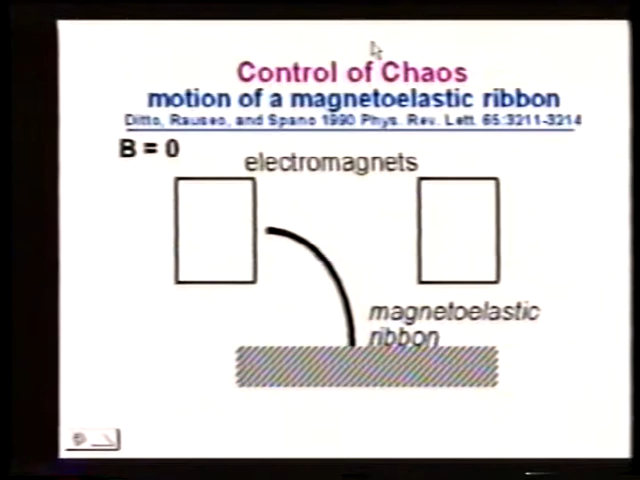 Control of Chaos
motion of a magnetoelastic ribbon
Ditto, Rauseo, and Spano 1990 Phys. Rev. Lett. 65:3211-3214
B = 0
electromagnets
magnetoelastic
ribbon